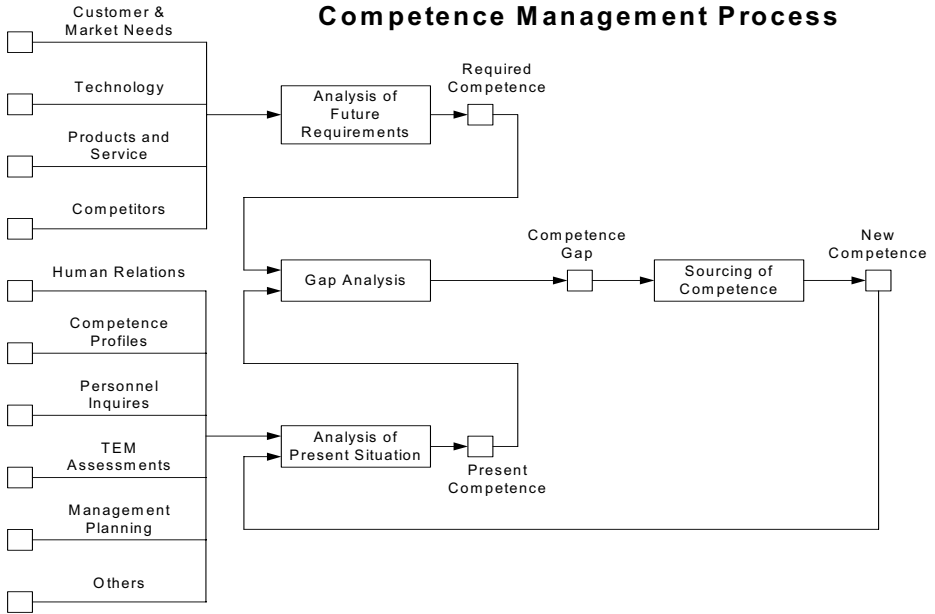 Competence Management Process
Customer &
Market Needs
Technology
Products and
Service
Competitors
Human Relations
Competence
Profiles
Personnel
Inquires
TEM
Assessments
Management
Planning
Others
Analysis of
Future
Requirements
Required
Competence
Gap Analysis
Competence
Gap
Sourcing of
Competence
New
Competence
Analysis of
Present Situation
Present
Competence